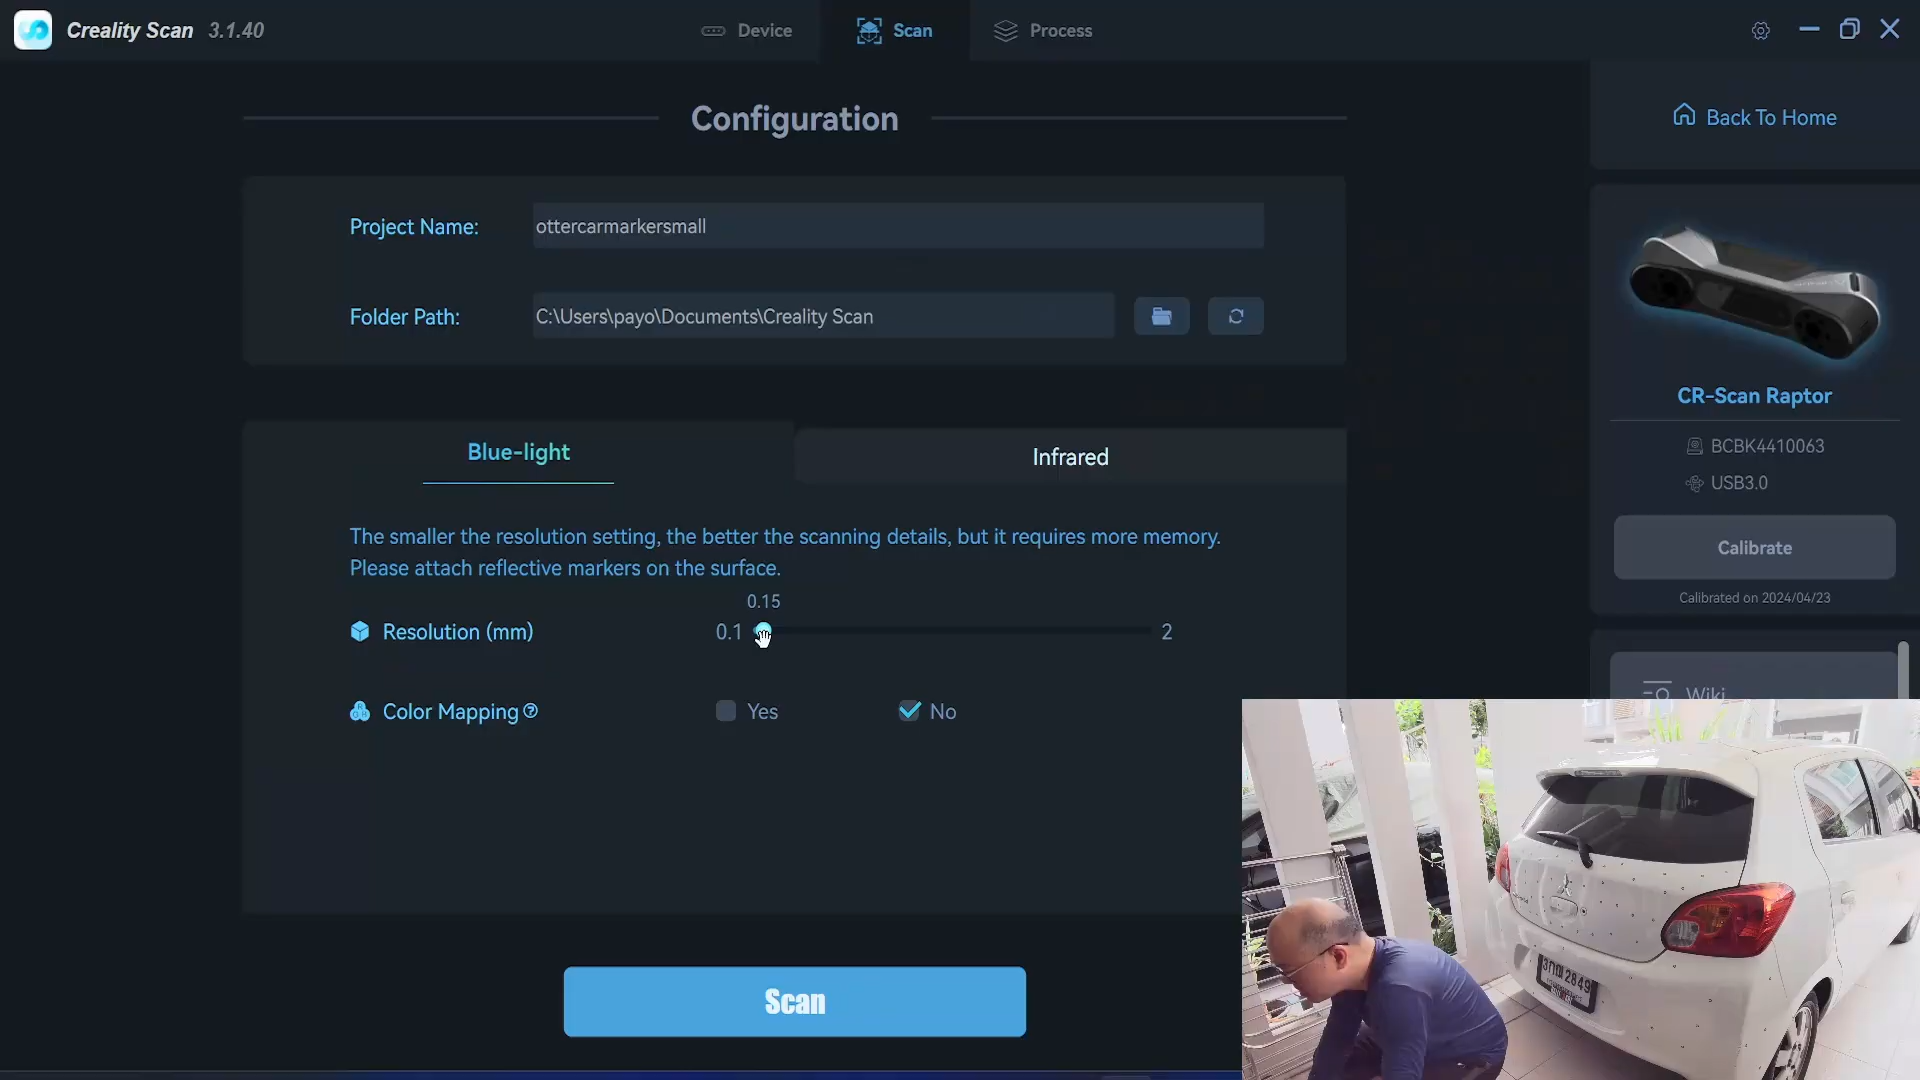 Creality Scan 3.1.40
Device
Scan
Process
Configuration
Back To Home
Project Name:
ottercarmarkersmall
Folder Path:
C:\Users\payo\Documents\Creality Scan
CR-Scan Raptor
BCBK4410063
USB3.0
Calibrate
Calibrated on 2024/04/23
Blue-light
Infrared
The smaller the resolution setting, the better the scanning details, but it requires more memory.
Please attach reflective markers on the surface.
0.15
Resolution (mm)
0.1
2
Color Mapping
Yes
No
Wiki
Scan